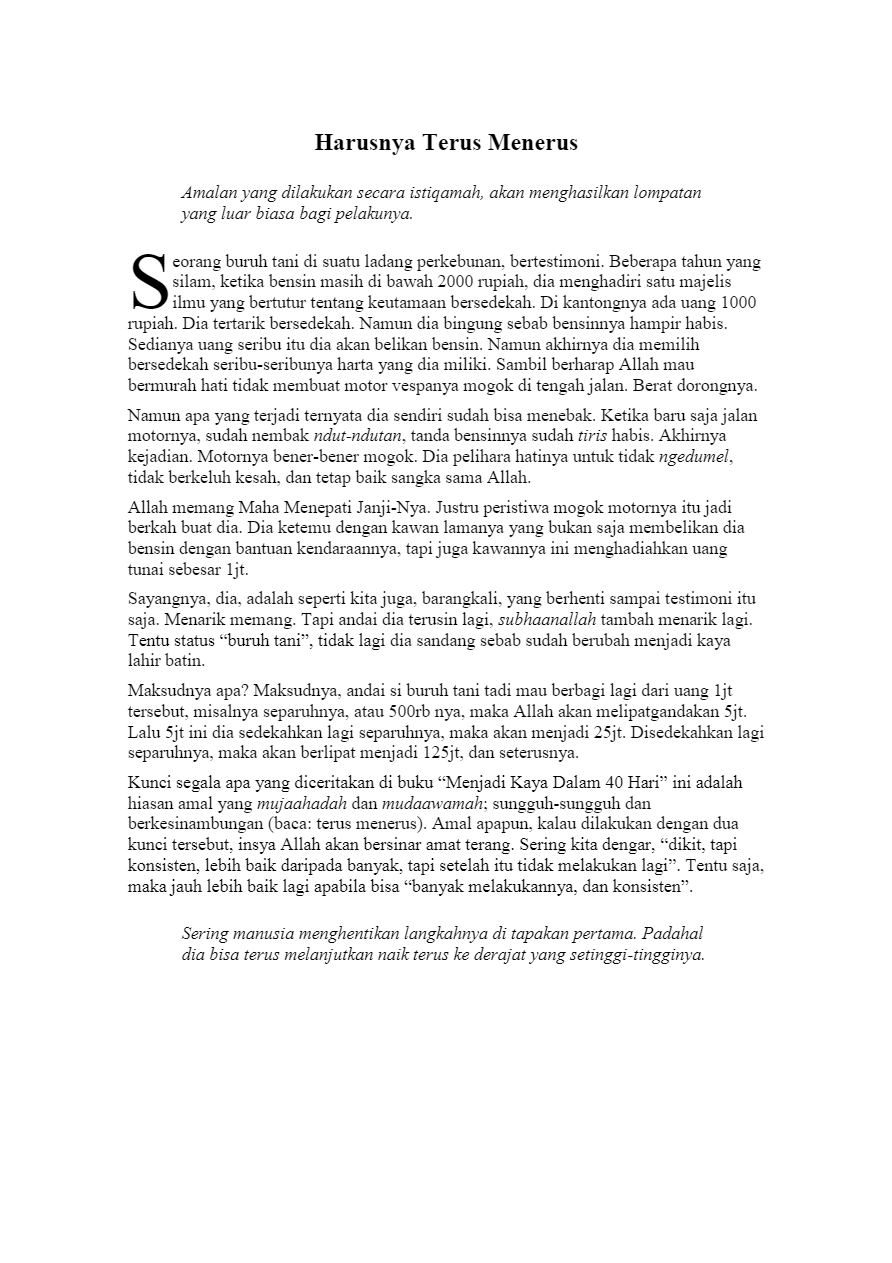 Harusnya Terus Menerus
Amalan yang dilakukan secara istiqamah, akan menghasilkan lompatan
yang luar biasa bagi pelakunya.
Seorang buruh tani di suatu ladang perkebunan, bertestimoni. Beberapa tahun yang
silam, ketika bensin masih di bawah 2000 rupiah, dia menghadiri satu majelis
ilmu yang bertutur tentang keutamaan bersedekah. Di kantongnya ada uang 1000
rupiah. Dia tertarik bersedekah. Namun dia bingung sebab bensinnya hampir habis.
Sedianya uang seribu itu dia akan belikan bensin. Namun akhirnya dia memilih
bersedekah seribu-seribunya harta yang dia miliki. Sambil berharap Allah mau
bermurah hati tidak membuat motor vespanya mogok di tengah jalan. Berat dorongnya.
Namun apa yang terjadi ternyata dia sendiri sudah bisa menebak. Ketika baru saja jalan
motornya, sudah nembak ndut-ndutan, tanda bensinnya sudah tiris habis. Akhirnya
kejadian. Motornya bener-bener mogok. Dia pelihara hatinya untuk tidak ngedumel,
tidak berkeluh kesah, dan tetap baik sangka sama Allah.
Allah memang Maha Menepati Janji-Nya. Justru peristiwa mogok motornya itu jadi
berkah buat dia. Dia ketemu dengan kawan lamanya yang bukan saja membelikan dia
bensin dengan bantuan kendaraannya, tapi juga kawannya ini menghadiahkan uang
tunai sebesar 1jt.
Sayangnya, dia, adalah seperti kita juga, barangkali, yang berhenti sampai testimoni itu
saja. Menarik memang. Tapi andai dia terusin lagi, subhaanallah tambah menarik lagi.
Tentu status “buruh tani”, tidak lagi dia sandang sebab sudah berubah menjadi kaya
lahir batin.
Maksudnya apa? Maksudnya, andai si buruh tani tadi mau berbagi lagi dari uang 1jt
tersebut, misalnya separuhnya, atau 500rb nya, maka Allah akan melipatgandakan 5jt.
Lalu 5jt ini dia sedekahkan lagi separuhnya, maka akan menjadi 25jt. Disedekahkan lagi
separuhnya, maka akan berlipat menjadi 125jt, dan seterusnya.
Kunci segala apa yang diceritakan di buku “Menjadi Kaya Dalam 40 Hari” ini adalah
hiasan amal yang mujaahadah dan mudaawamah; sungguh-sungguh dan
berkesinambungan (baca: terus menerus). Amal apapun, kalau dilakukan dengan dua
kunci tersebut, insya Allah akan bersinar amat terang. Sering kita dengar, “dikit, tapi
konsisten, lebih baik daripada banyak, tapi setelah itu tidak melakukan lagi”. Tentu saja,
maka jauh lebih baik lagi apabila bisa “banyak melakukannya, dan konsisten”.
Sering manusia menghentikan langkahnya di tapakan pertama. Padahal
dia bisa terus melanjutkan naik terus ke derajat yang setinggi-tingginya.